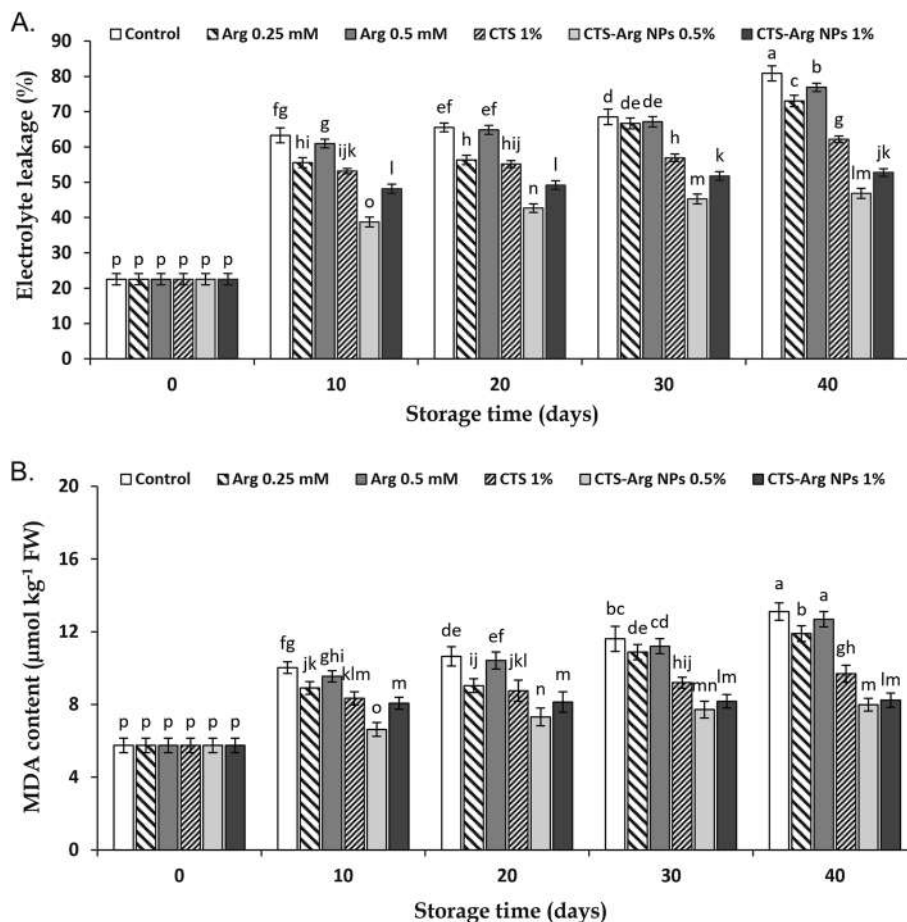 A.
Control Arg 0.25 mM Arg 0.5 mM CTS 1% CTS-Arg NPs 0.5% CTS-Arg NPs 1%
Electrolyte leakage (%)
90
80
70
60
50
40
30
20
10
0
p p p p p p
fg hi g ijk o l
ef h ef hij n l
d de de h m k
a c b g lm jk
0 10 20 30 40
Storage time (days)
B.
Control Arg 0.25 mM Arg 0.5 mM CTS 1% CTS-Arg NPs 0.5% CTS-Arg NPs 1%
MDA content (µmol kg⁻¹ FW)
20
16
12
8
4
0
p p p p p p
fg jk ghi klm o m
de ij ef jkl n m
bc de cd hij mn lm
a b a gh m lm
0 10 20 30 40
Storage time (days)